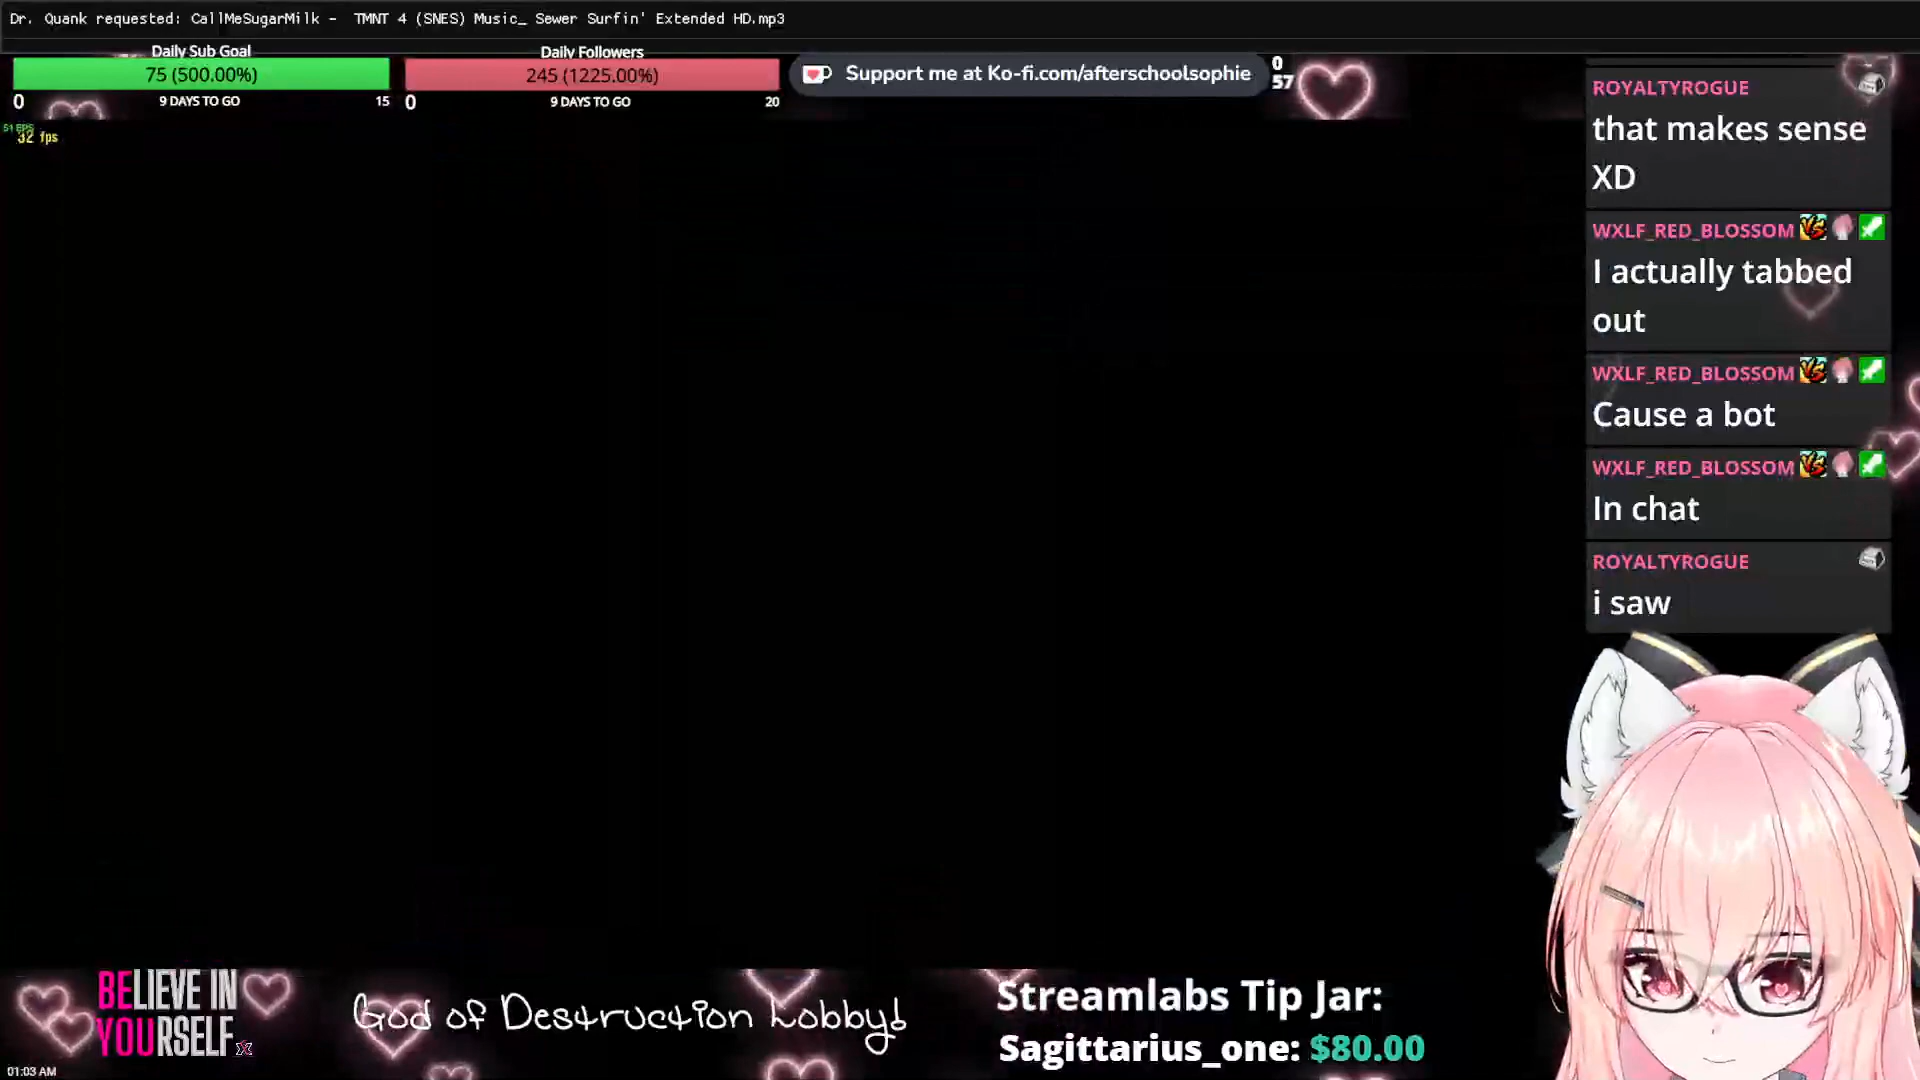 Dr. Quank requested: CallMeSugarMilk - TMNT 4 (SNES) Music_ Sewer Surfin' Extended HD.mp3
Daily Sub Goal
75 (500.00%)
0 9 DAYS TO GO 15
Daily Followers
245 (1225.00%)
0 9 DAYS TO GO 20
Support me at Ko-fi.com/afterschoolsophie
0
57
51 FPS
32 fps
ROYALTYROGUE
that makes sense
XD
WXLF_RED_BLOSSOM
I actually tabbed
out
WXLF_RED_BLOSSOM
Cause a bot
WXLF_RED_BLOSSOM
In chat
ROYALTYROGUE
i saw
BELIEVE IN
YOURSELF
God of Destruction Lobby!
Streamlabs Tip Jar:
Sagittarius_one: $80.00
01:03 AM